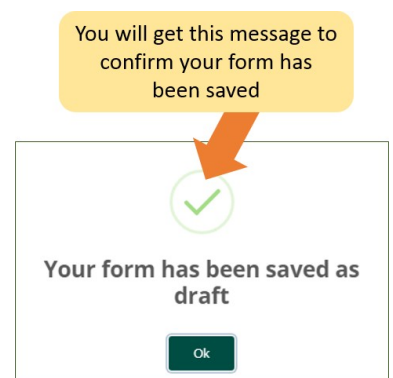 You will get this message to
confirm your form has
been saved
Your form has been saved as
draft
Ok